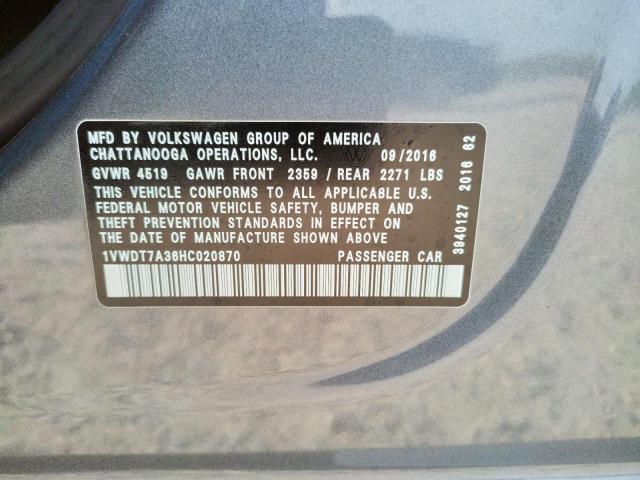 MFD BY VOLKSWAGEN GROUP OF AMERICA
CHATTANOOGA OPERATIONS, LLC. 09/2016
GVWR 4519 GAWR FRONT 2359 / REAR 2271 LBS
THIS VEHICLE CONFORMS TO ALL APPLICABLE U.S.
FEDERAL MOTOR VEHICLE SAFETY, BUMPER AND
THEFT PREVENTION STANDARDS IN EFFECT ON
THE DATE OF MANUFACTURE SHOWN ABOVE
1VWDT7A36HC020870 PASSENGER CAR
3940127 2016 62